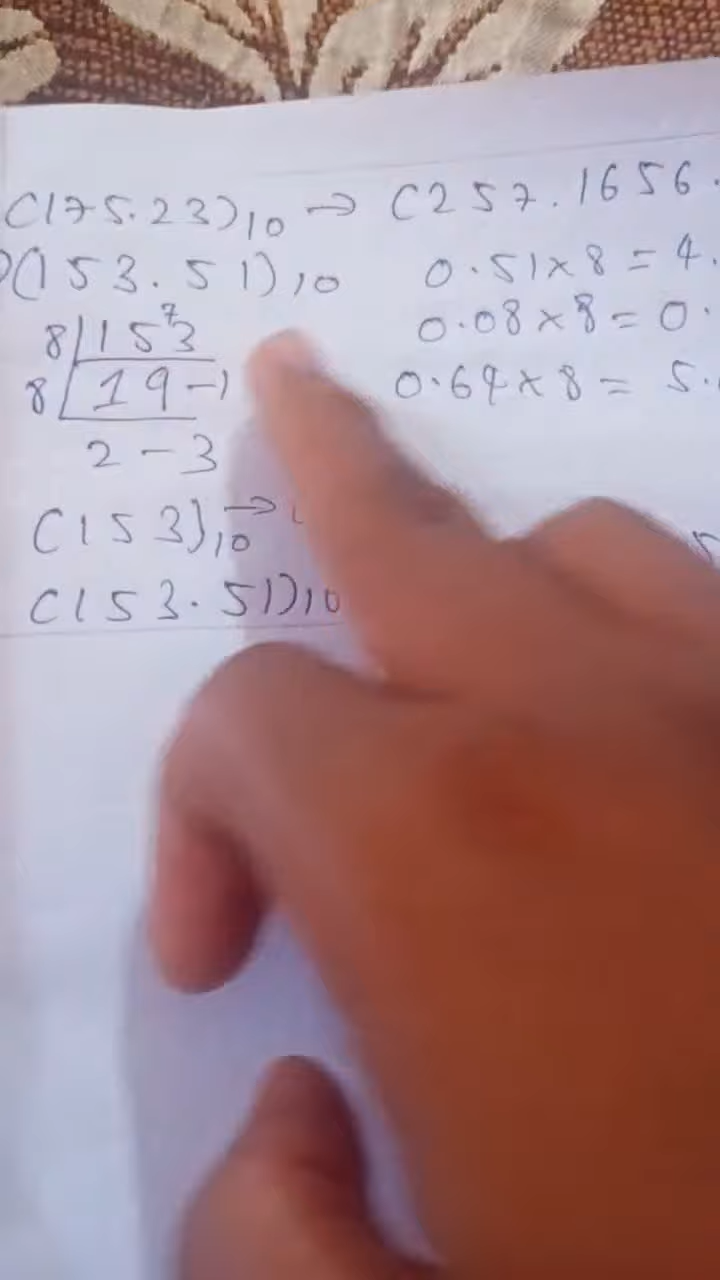 (175.23)10 → (257.1656.
(153.51)10 0.51×8 = 4.
8 153 0.08×8 = 0.
8 19 – 1 0.64×8 = 5.
2 – 3
(153)10 →
(153.51)10